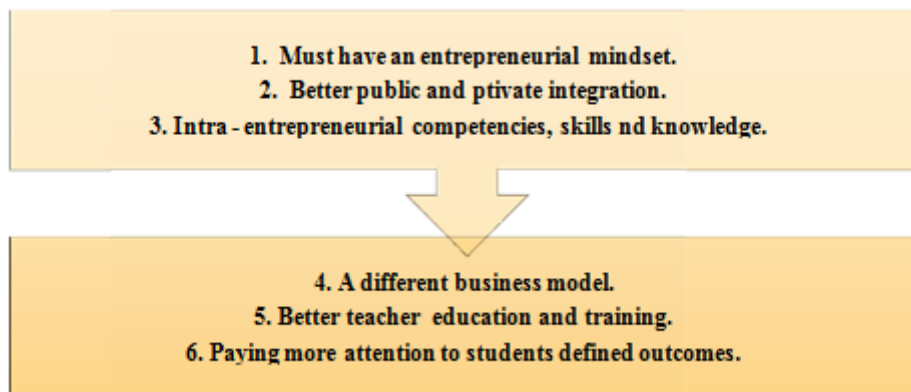 1. Must have an entrepreneurial mindset.
2. Better public and ptivate integration.
3. Intra - entrepreneurial competencies, skills nd knowledge.
4. A different business model.
5. Better teacher education and training.
6. Paying more attention to students defined outcomes.